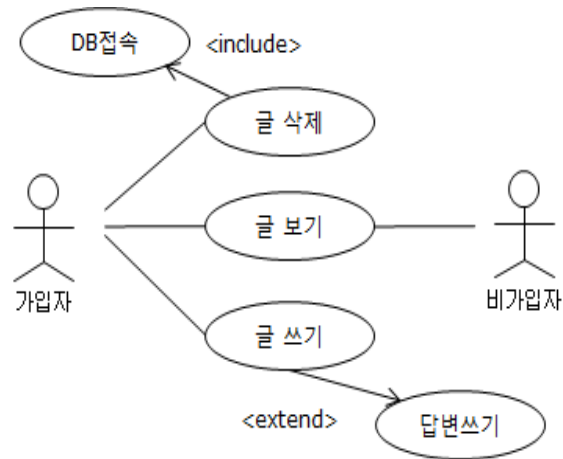 DB접속
<include>
글 삭제
글 보기
가입자
비가입자
글 쓰기
<extend>
답변쓰기